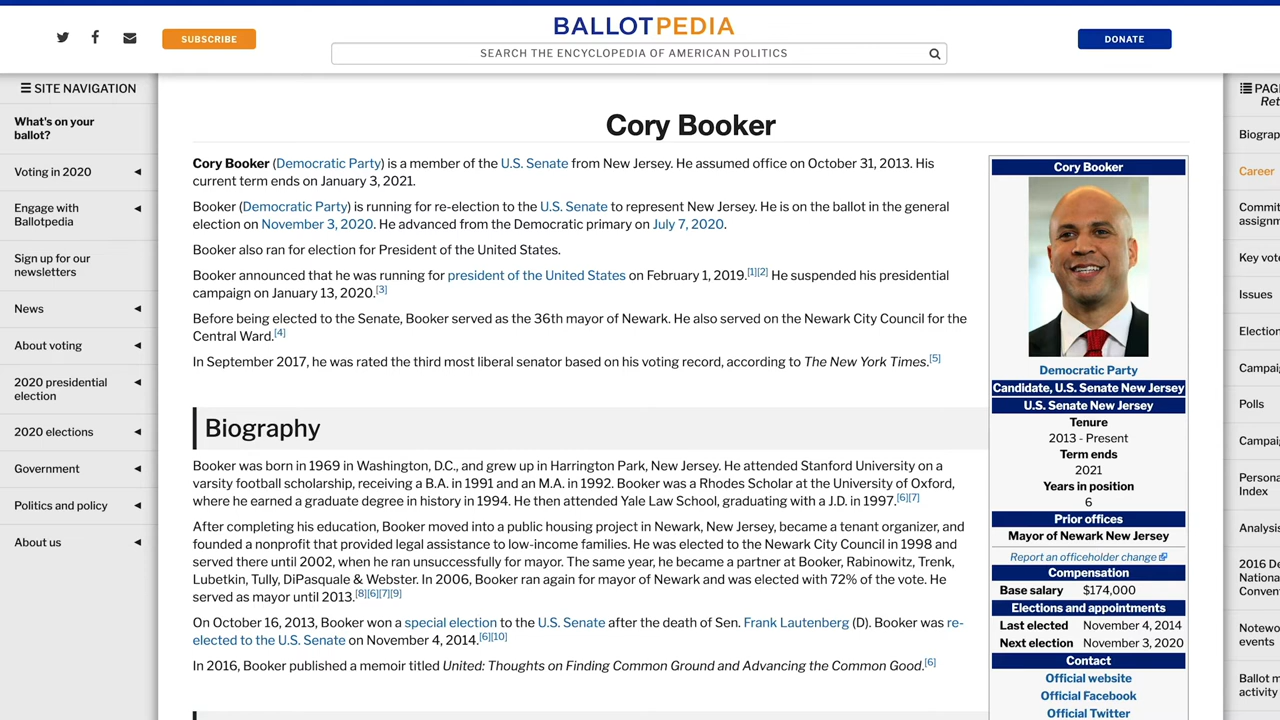 BALLOTPEDIA
SUBSCRIBE
SEARCH THE ENCYCLOPEDIA OF AMERICAN POLITICS
DONATE
SITE NAVIGATION
What's on your
ballot?
Voting in 2020
Engage with
Ballotpedia
Sign up for our
newsletters
News
About voting
2020 presidential
election
2020 elections
Government
Politics and policy
About us
Cory Booker
Cory Booker (Democratic Party) is a member of the U.S. Senate from New Jersey. He assumed office on October 31, 2013. His
current term ends on January 3, 2021.
Booker (Democratic Party) is running for re-election to the U.S. Senate to represent New Jersey. He is on the ballot in the general
election on November 3, 2020. He advanced from the Democratic primary on July 7, 2020.
Booker also ran for election for President of the United States.
Booker announced that he was running for president of the United States on February 1, 2019.[1][2] He suspended his presidential
campaign on January 13, 2020.[3]
Before being elected to the Senate, Booker served as the 36th mayor of Newark. He also served on the Newark City Council for the
Central Ward.[4]
In September 2017, he was rated the third most liberal senator based on his voting record, according to The New York Times.[5]
Biography
Booker was born in 1969 in Washington, D.C., and grew up in Harrington Park, New Jersey. He attended Stanford University on a
varsity football scholarship, receiving a B.A. in 1991 and an M.A. in 1992. Booker was a Rhodes Scholar at the University of Oxford,
where he earned a graduate degree in history in 1994. He then attended Yale Law School, graduating with a J.D. in 1997.[6][7]
After completing his education, Booker moved into a public housing project in Newark, New Jersey, became a tenant organizer, and
founded a nonprofit that provided legal assistance to low-income families. He was elected to the Newark City Council in 1998 and
served there until 2002, when he ran unsuccessfully for mayor. The same year, he became a partner at Booker, Rabinowitz, Trenk,
Lubetkin, Tully, DiPasquale & Webster. In 2006, Booker ran again for mayor of Newark and was elected with 72% of the vote. He
served as mayor until 2013.[8][6][7][9]
On October 16, 2013, Booker won a special election to the U.S. Senate after the death of Sen. Frank Lautenberg (D). Booker was re-
elected to the U.S. Senate on November 4, 2014.[6][10]
In 2016, Booker published a memoir titled United: Thoughts on Finding Common Ground and Advancing the Common Good.[6]
Cory Booker
Democratic Party
Candidate, U.S. Senate New Jersey
U.S. Senate New Jersey
Tenure
2013 - Present
Term ends
2021
Years in position
6
Prior offices
Mayor of Newark New Jersey
Report an officeholder change
Compensation
Base salary $174,000
Elections and appointments
Last elected November 4, 2014
Next election November 3, 2020
Contact
Official website
Official Facebook
Official Twitter
PAG
Ret
Biograp
Career
Commit
assignm
Key vote
Issues
Election
Campai
Polls
Campai
Persona
Index
Analysis
2016 De
Nationa
Conven
Notewo
events
Ballot m
activity